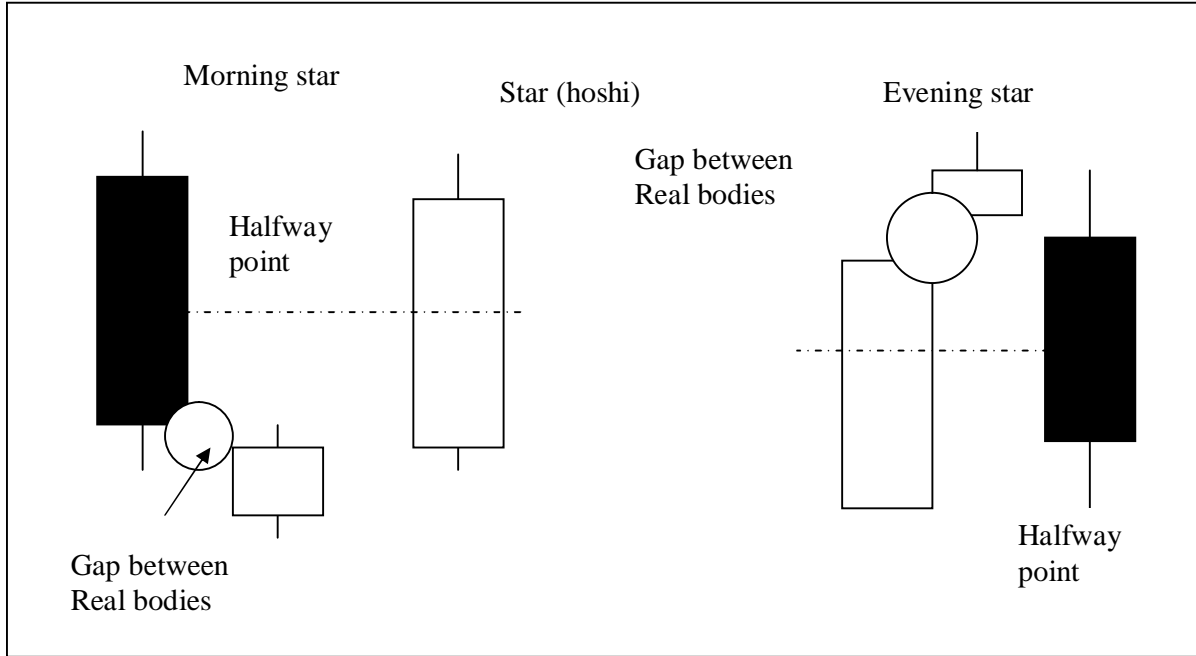 Morning star
Star (hoshi)
Evening star
Gap between
Real bodies
Halfway
point
Halfway
point
Gap between
Real bodies